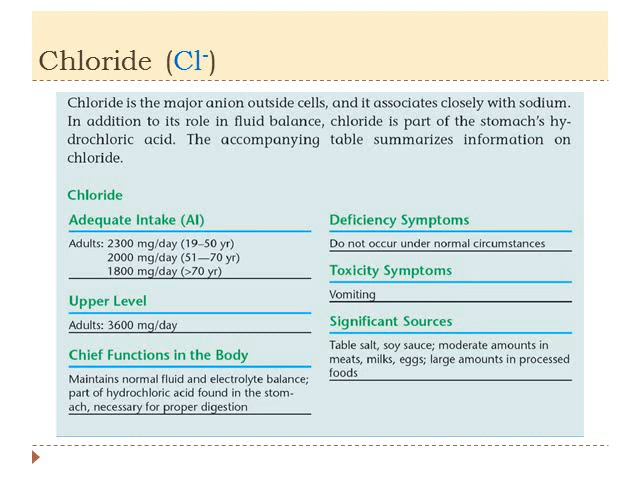 Chloride (Cl-)
Chloride is the major anion outside cells, and it associates closely with sodium.
In addition to its role in fluid balance, chloride is part of the stomach's hy-
drochloric acid. The accompanying table summarizes information on
chloride.
Chloride
Adequate Intake (AI)
Adults: 2300 mg/day (19–50 yr)
2000 mg/day (51—70 yr)
1800 mg/day (>70 yr)
Upper Level
Adults: 3600 mg/day
Chief Functions in the Body
Maintains normal fluid and electrolyte balance;
part of hydrochloric acid found in the stom-
ach, necessary for proper digestion
Deficiency Symptoms
Do not occur under normal circumstances
Toxicity Symptoms
Vomiting
Significant Sources
Table salt, soy sauce; moderate amounts in
meats, milks, eggs; large amounts in processed
foods